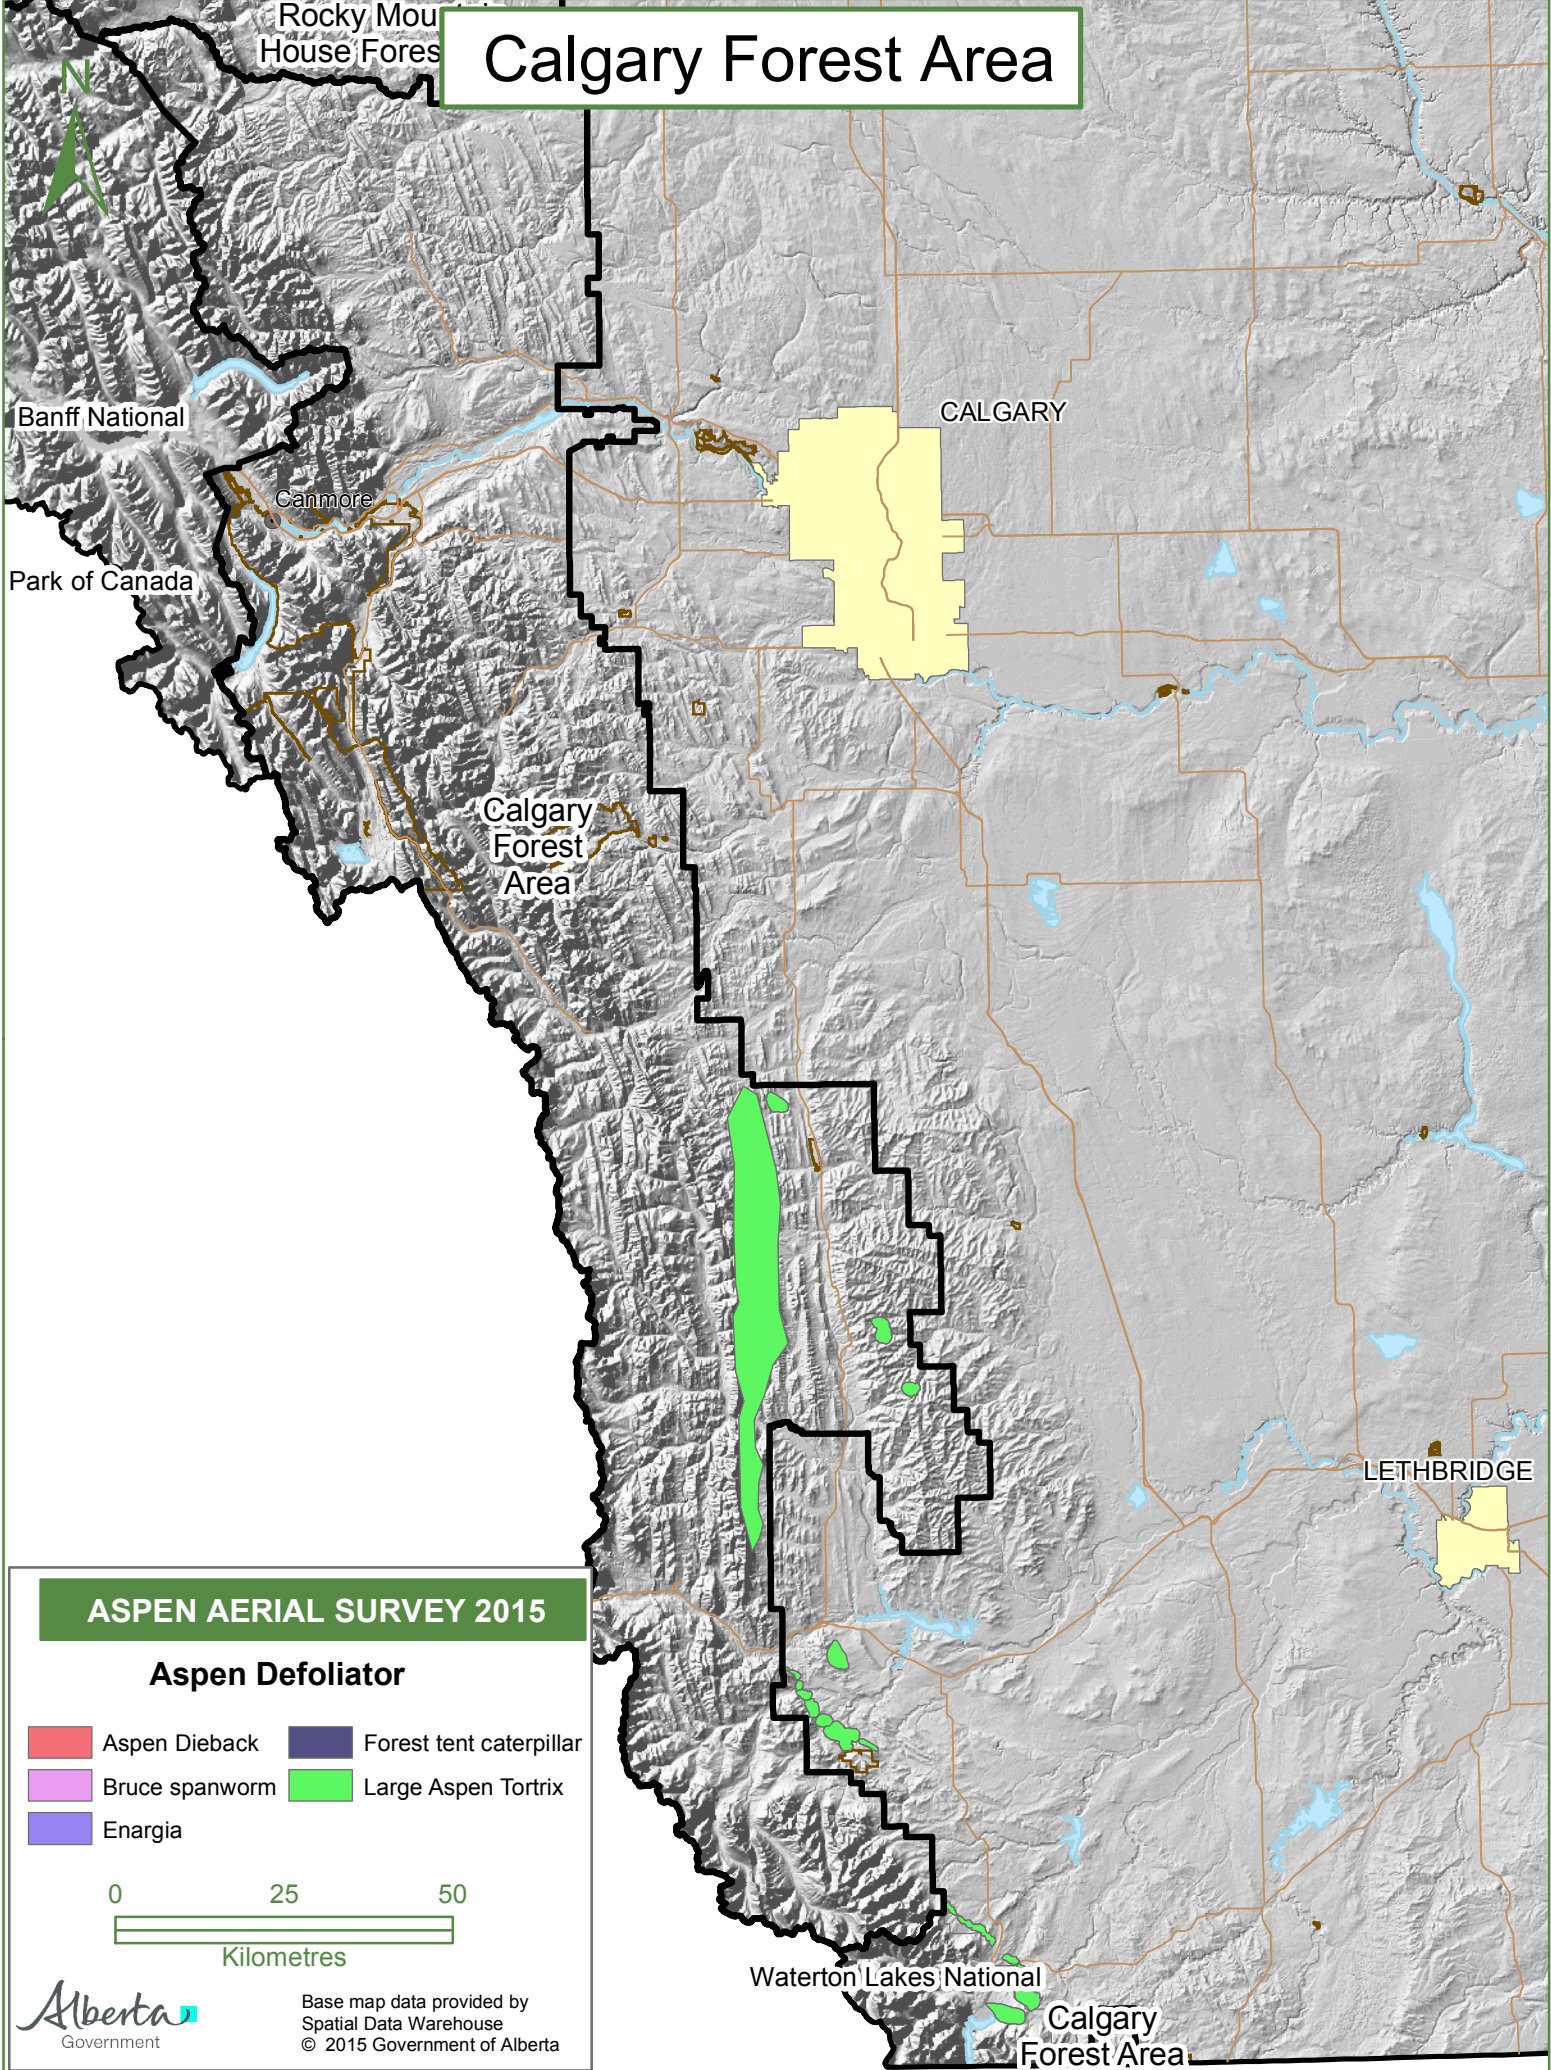 Rocky Mou
House Fores
Calgary Forest Area
N
Banff National
CALGARY
Canmore
Park of Canada
Calgary
Forest
Area
LETHBRIDGE
ASPEN AERIAL SURVEY 2015
Aspen Defoliator
Aspen Dieback
Forest tent caterpillar
Bruce spanworm
Large Aspen Tortrix
Enargia
0 25 50
Kilometres
Alberta
Government
Base map data provided by
Spatial Data Warehouse
© 2015 Government of Alberta
Waterton Lakes National
Calgary
Forest Area